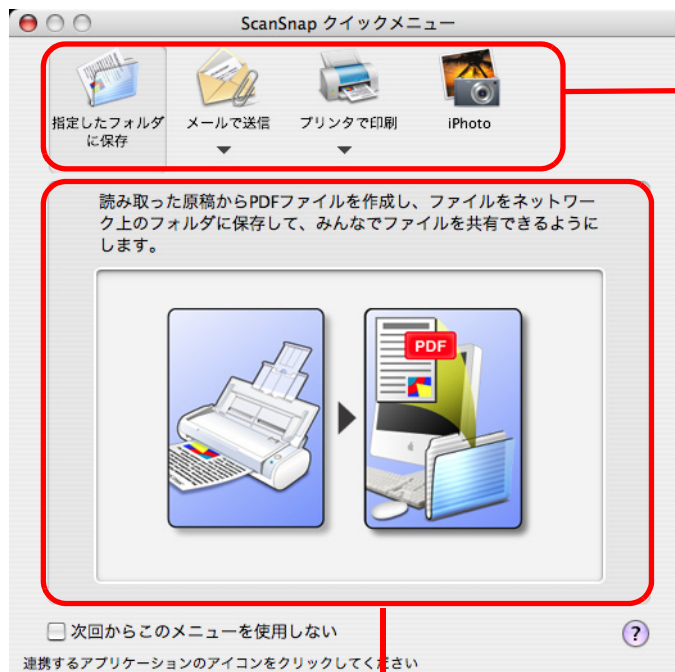 ScanSnap クイックメニュー
指定したフォルダ
に保存
メールで送信
プリンタで印刷
iPhoto
読み取った原稿からPDFファイルを作成し、ファイルをネットワー
ク上のフォルダに保存して、みんなでファイルを共有できるように
します。
PDF
次回からこのメニューを使用しない
?
連携するアプリケーションのアイコンをクリックしてください